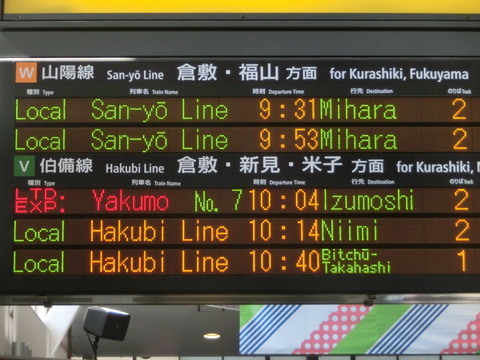 W 山陽線 San-yō Line 倉敷・福山 方面 for Kurashiki, Fukuyama
種別 Type 列車名 Train Name 時刻 Departure Time 行先 Destination のりば Track
Local San-yō Line 9:31 Mihara 2
Local San-yō Line 9:53 Mihara 2
V 伯備線 Hakubi Line 倉敷・新見・米子 方面 for Kurashiki,
種別 Type 列車名 Train Name 時刻 Departure Time 行先 Destination のりば Track
LTD. EXP: Yakumo No. 7 10:04 Izumoshi 2
Local Hakubi Line 10:14 Niimi 2
Local Hakubi Line 10:40 Bitchū-Takahashi 1